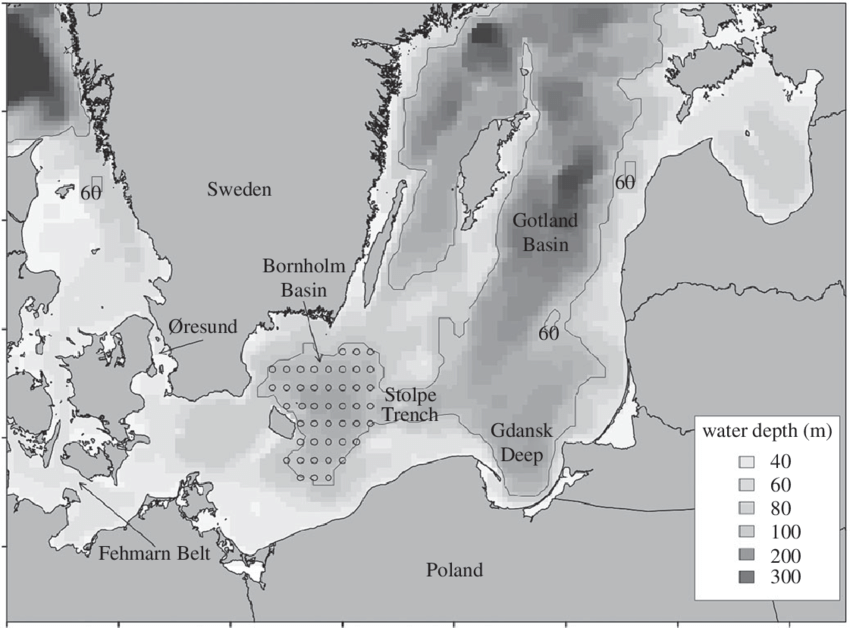 60
Sweden
60
Gotland
Basin
Bornholm
Basin
Øresund
60
Stolpe
Trench
Gdansk
Deep
water depth (m)
40
60
80
100
200
300
Fehmarn Belt
Poland